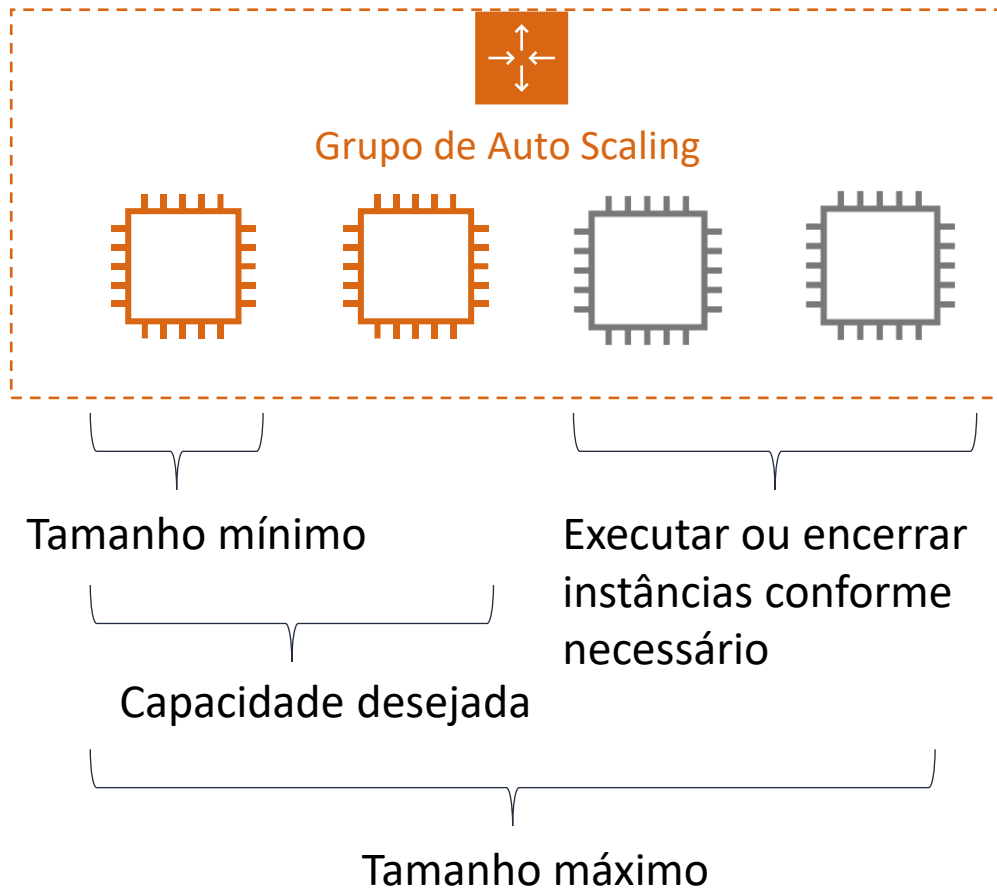 Grupo de Auto Scaling
Tamanho mínimo
Executar ou encerrar
instâncias conforme
necessário
Capacidade desejada
Tamanho máximo